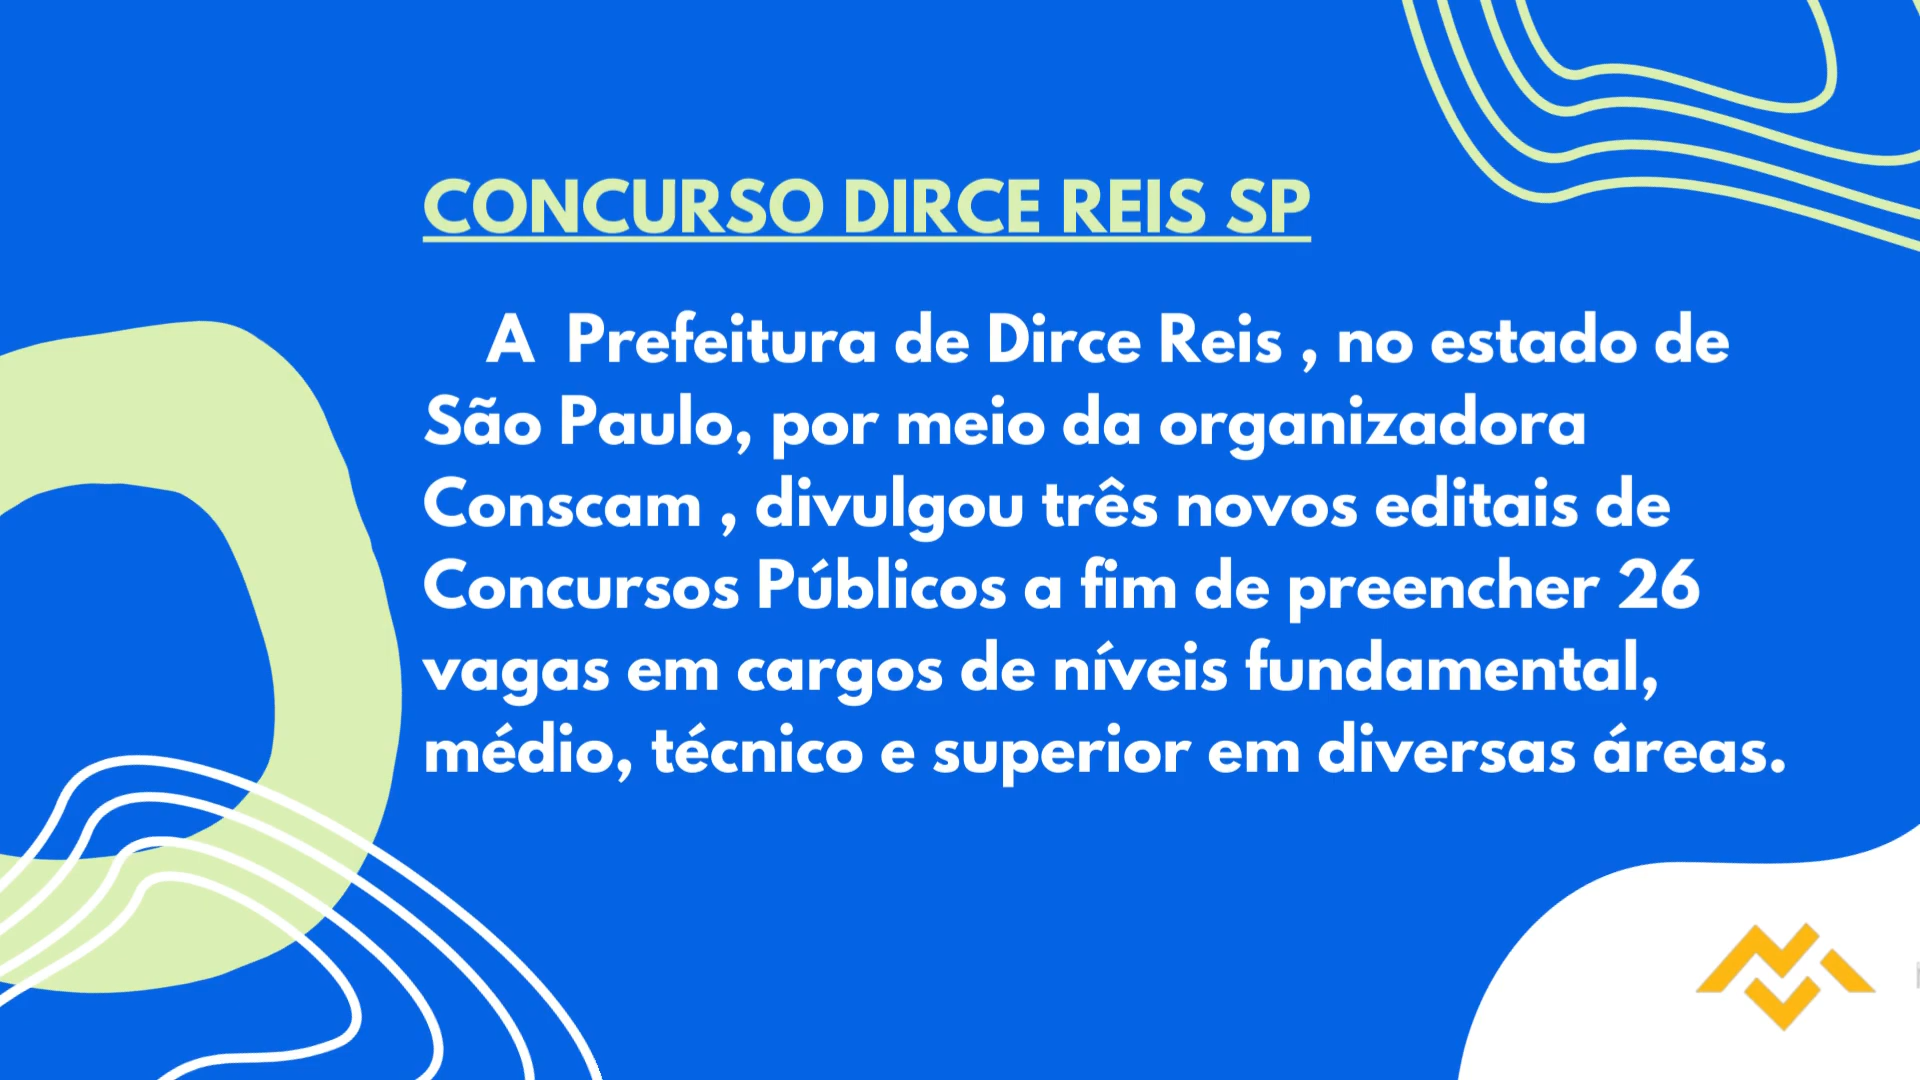 CONCURSO DIRCE REIS SP
A Prefeitura de Dirce Reis , no estado de
São Paulo, por meio da organizadora
Conscam , divulgou três novos editais de
Concursos Públicos a fim de preencher 26
vagas em cargos de níveis fundamental,
médio, técnico e superior em diversas áreas.